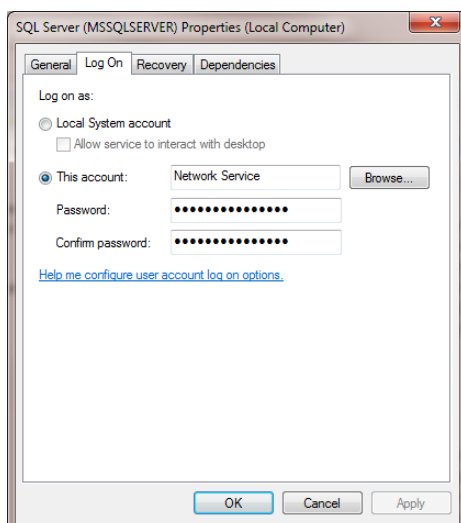 SQL Server (MSSQLSERVER) Properties (Local Computer)
General Log On Recovery Dependencies
Log on as:
Local System account
Allow service to interact with desktop
This account: Network Service Browse...
Password: •••••••••••••••
Confirm password: •••••••••••••••
Help me configure user account log on options.
OK Cancel Apply